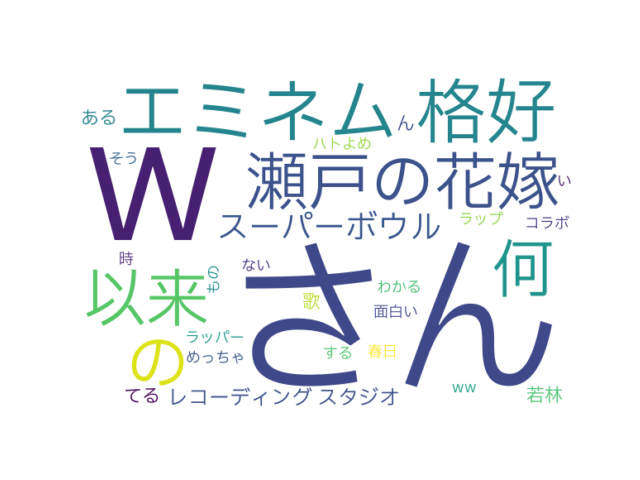 エミネム
格好
ある
ん
ハトよめ
W
そう
瀬戸の花嫁
い
スーパーボウル
ラップ
コラボ
時
ない
さん
何
以来
もの
歌
わかる
面白い
ラッパー
の
めっちゃ
する
春日
てる
レコーディング スタジオ
ww
若林